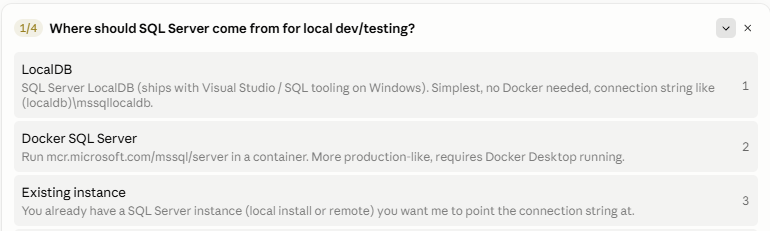 1/4 Where should SQL Server come from for local dev/testing?
LocalDB
SQL Server LocalDB (ships with Visual Studio / SQL tooling on Windows). Simplest, no Docker needed, connection string like
(localdb)\mssqllocaldb.
1
Docker SQL Server
Run mcr.microsoft.com/mssql/server in a container. More production-like, requires Docker Desktop running.
2
Existing instance
You already have a SQL Server instance (local install or remote) you want me to point the connection string at.
3